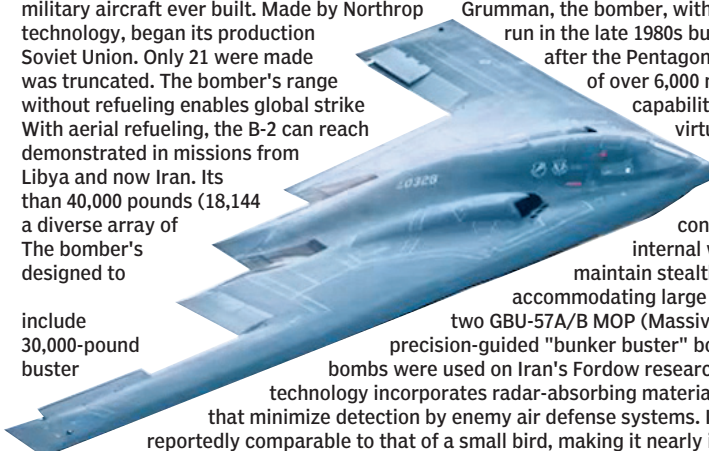 military aircraft ever built. Made by Northrop Grumman, the bomber, with
technology, began its production run in the late 1980s bu
Soviet Union. Only 21 were made after the Pentagon
was truncated. The bomber's range of over 6,000
without refueling enables global strike capabilit
With aerial refueling, the B-2 can reach virtu
demonstrated in missions from
Libya and now Iran. Its
than 40,000 pounds (18,144
a diverse array of con
The bomber's internal
designed to maintain stealt
accommodating large
include two GBU-57A/B MOP (Massiv
30,000-pound precision-guided "bunker buster" bo
buster bombs were used on Iran's Fordow researc
technology incorporates radar-absorbing materia
that minimize detection by enemy air defense systems. I
reportedly comparable to that of a small bird, making it nearly i